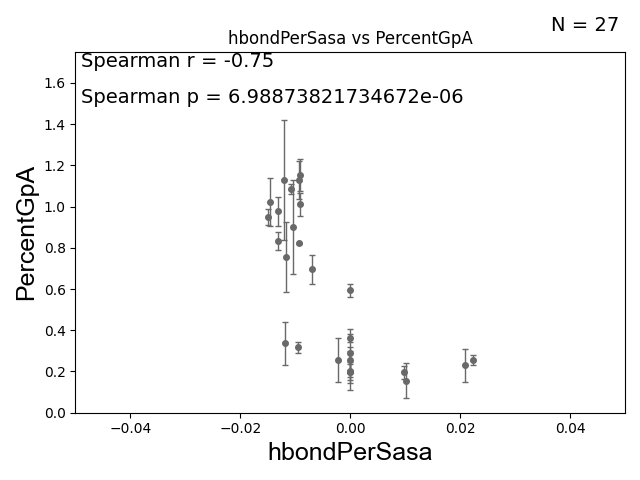 N = 27
hbondPerSasa vs PercentGpA
Spearman r = -0.75
Spearman p = 6.98873821734672e-06
PercentGpA
1.6
1.4
1.2
1.0
0.8
0.6
0.4
0.2
0.0
−0.04
−0.02
0.00
0.02
0.04
hbondPerSasa